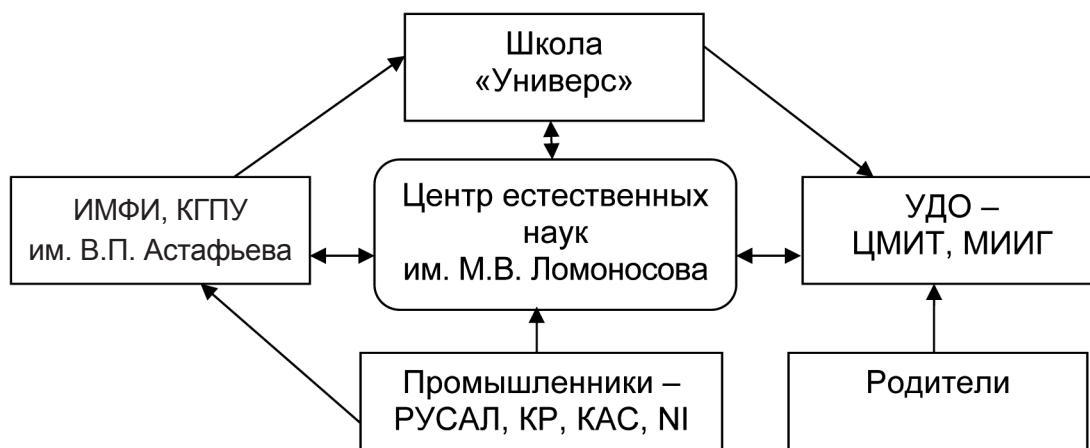 Школа
«Универс»
ИМФИ, КГПУ
им. В.П. Астафьева
Центр естественных
наук
им. М.В. Ломоносова
УДО –
ЦМИТ, МИИГ
Промышленники –
РУСАЛ, КР, КАС, NI
Родители